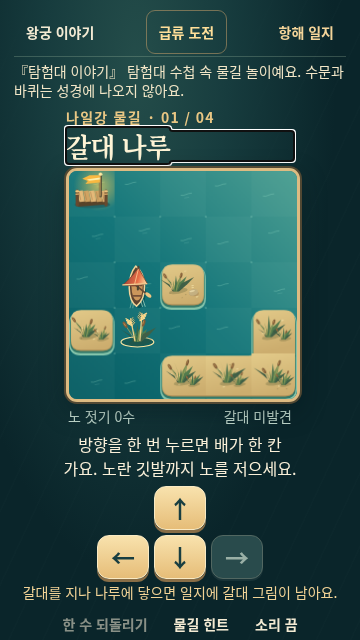 왕궁 이야기
급류 도전
항해 일지
『탐험대 이야기』 탐험대 수첩 속 물길 놀이예요. 수문과
바퀴는 성경에 나오지 않아요.
나일강 물길 · 01 / 04
갈대 나루
노 젓기 0수
갈대 미발견
방향을 한 번 누르면 배가 한 칸
가요. 노란 깃발까지 노를 저으세요.
↑
← ↓ →
갈대를 지나 나루에 닿으면 일지에 갈대 그림이 남아요.
한 수 되돌리기
물길 힌트
소리 끔